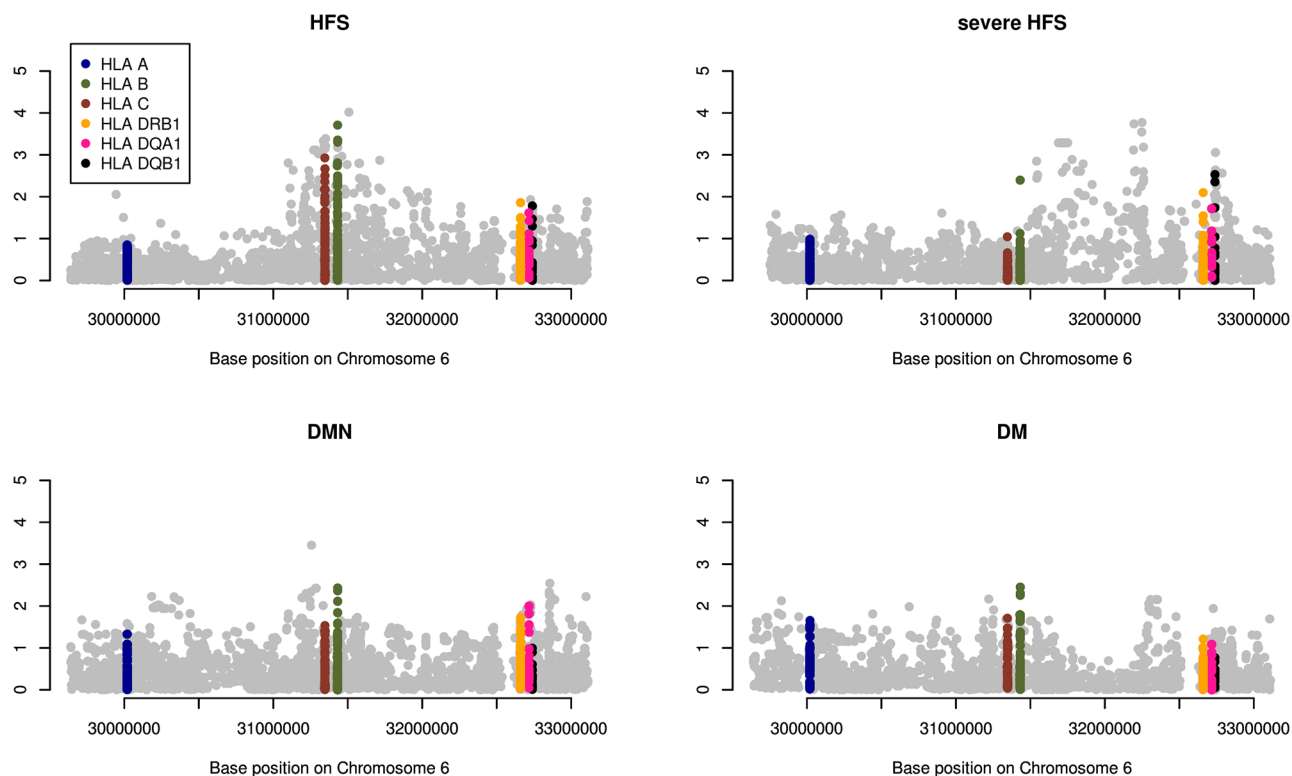 HFS
HLA A
HLA B
HLA C
HLA DRB1
HLA DQA1
HLA DQB1
5
4
3
2
1
0
30000000 31000000 32000000 33000000
Base position on Chromosome 6
severe HFS
5
4
3
2
1
0
30000000 31000000 32000000 33000000
Base position on Chromosome 6
DMN
5
4
3
2
1
0
30000000 31000000 32000000 33000000
Base position on Chromosome 6
DM
5
4
3
2
1
0
30000000 31000000 32000000 33000000
Base position on Chromosome 6